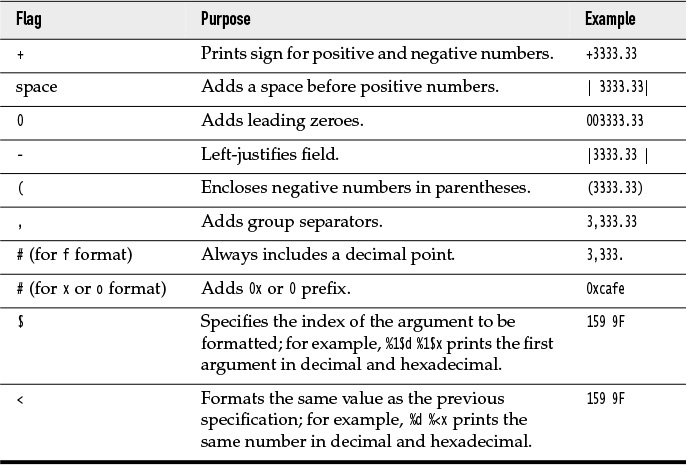 Flag Purpose Example
+ Prints sign for positive and negative numbers. +3333.33
space Adds a space before positive numbers. | 3333.33|
0 Adds leading zeroes. 003333.33
- Left-justifies field. |3333.33 |
( Encloses negative numbers in parentheses. (3333.33)
, Adds group separators. 3,333.33
# (for f format) Always includes a decimal point. 3,333.
# (for x or o format) Adds 0x or 0 prefix. 0xcafe
$ Specifies the index of the argument to be 159 9F
formatted; for example, %1$d %1$x prints the first
argument in decimal and hexadecimal.
< Formats the same value as the previous 159 9F
specification; for example, %d %<x prints the
same number in decimal and hexadecimal.